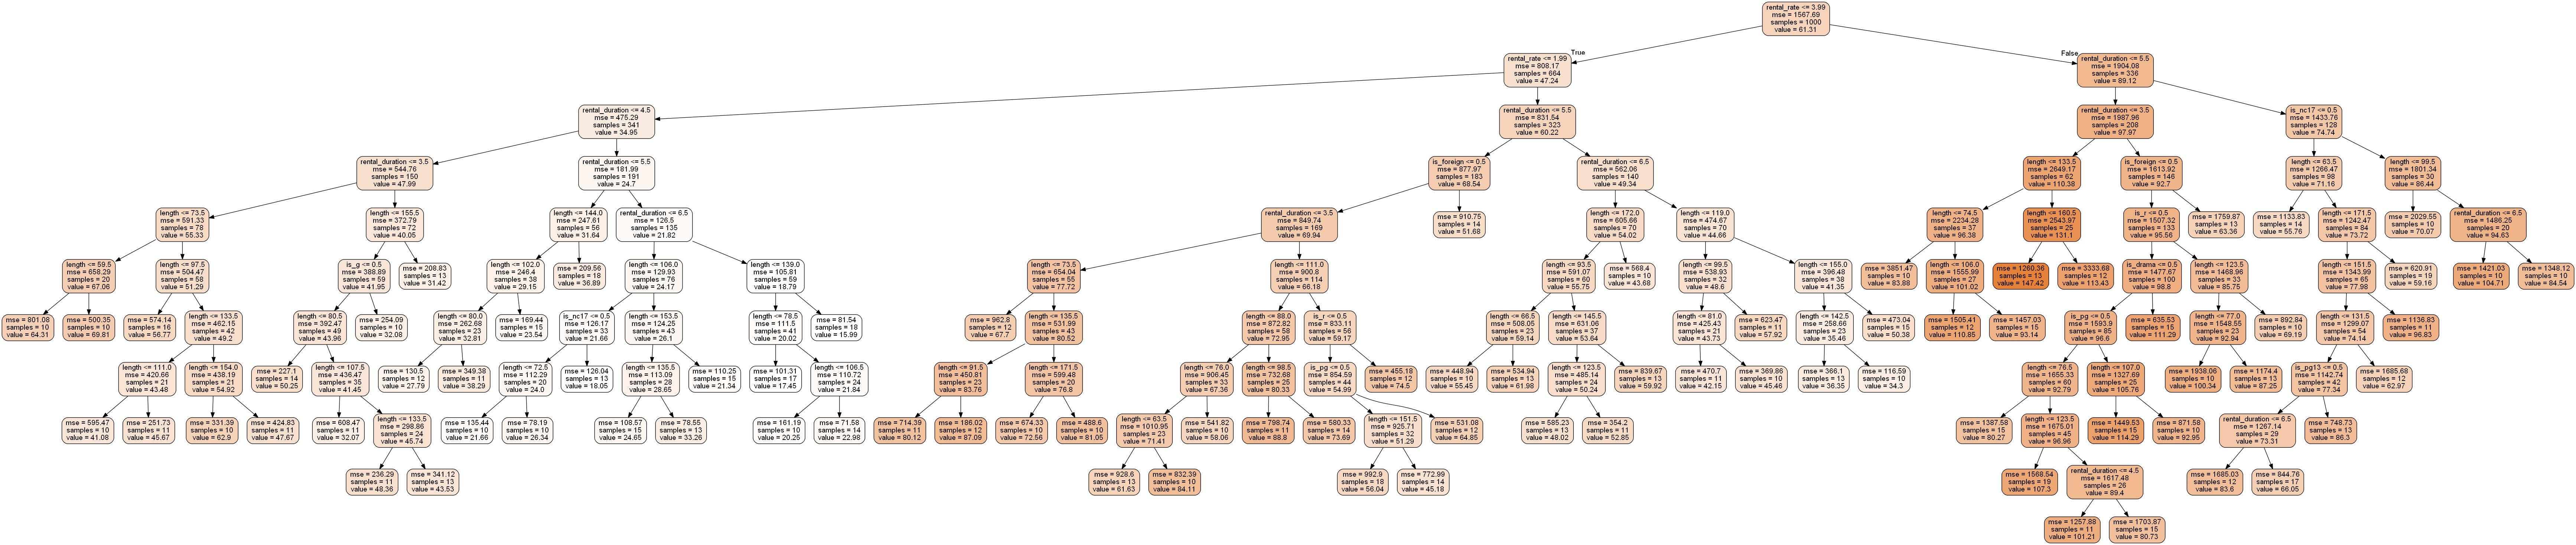 rental_rate <= 3.99
mse = 1567.69
samples = 1000
value = 61.31
True
False
rental_rate <= 1.99
mse = 808.17
samples = 664
value = 47.24
rental_duration <= 5.5
mse = 1904.08
samples = 336
value = 89.12
rental_duration <= 4.5
mse = 475.29
samples = 341
value = 34.95
rental_duration <= 5.5
mse = 831.54
samples = 323
value = 60.22
rental_duration <= 3.5
mse = 1987.96
samples = 208
value = 97.97
is_nc17 <= 0.5
mse = 1433.76
samples = 128
value = 74.74
rental_duration <= 3.5
mse = 544.76
samples = 150
value = 47.99
rental_duration <= 5.5
mse = 181.99
samples = 191
value = 24.7
is_foreign <= 0.5
mse = 877.97
samples = 183
value = 68.54
rental_duration <= 6.5
mse = 562.06
samples = 140
value = 49.34
length <= 133.5
mse = 2649.17
samples = 62
value = 110.38
is_foreign <= 0.5
mse = 1613.92
samples = 146
value = 92.7
length <= 63.5
mse = 1266.47
samples = 98
value = 71.16
length <= 99.5
mse = 1801.34
samples = 30
value = 86.44
length <= 73.5
mse = 591.33
samples = 78
value = 55.33
length <= 155.5
mse = 372.79
samples = 72
value = 40.05
length <= 144.0
mse = 247.61
samples = 56
value = 31.64
rental_duration <= 6.5
mse = 126.5
samples = 135
value = 21.82
rental_duration <= 3.5
mse = 849.74
samples = 169
value = 69.94
mse = 910.75
samples = 14
value = 51.68
length <= 172.0
mse = 605.66
samples = 70
value = 54.02
length <= 119.0
mse = 474.67
samples = 70
value = 44.66
length <= 74.5
mse = 2234.28
samples = 37
value = 96.38
length <= 160.5
mse = 2543.97
samples = 25
value = 131.1
is_r <= 0.5
mse = 1507.32
samples = 133
value = 95.56
mse = 1759.87
samples = 13
value = 63.36
mse = 1133.83
samples = 14
value = 55.76
length <= 171.5
mse = 1242.47
samples = 84
value = 73.72
mse = 2029.55
samples = 10
value = 70.07
rental_duration <= 6.5
mse = 1486.25
samples = 20
value = 94.63
length <= 59.5
mse = 658.29
samples = 20
value = 67.06
length <= 97.5
mse = 504.47
samples = 58
value = 51.29
is_g <= 0.5
mse = 388.89
samples = 59
value = 41.95
mse = 208.83
samples = 13
value = 31.42
length <= 102.0
mse = 246.4
samples = 38
value = 29.15
mse = 209.56
samples = 18
value = 36.89
length <= 106.0
mse = 129.93
samples = 76
value = 24.17
length <= 139.0
mse = 105.81
samples = 59
value = 18.79
length <= 73.5
mse = 654.04
samples = 55
value = 77.72
length <= 111.0
mse = 900.8
samples = 114
value = 66.18
length <= 93.5
mse = 591.07
samples = 60
value = 55.75
mse = 568.4
samples = 10
value = 43.68
length <= 99.5
mse = 538.93
samples = 32
value = 48.6
length <= 155.0
mse = 396.48
samples = 38
value = 41.35
mse = 3851.47
samples = 10
value = 83.88
length <= 106.0
mse = 1555.99
samples = 27
value = 101.02
mse = 1260.36
samples = 13
value = 147.42
mse = 3333.68
samples = 12
value = 113.43
is_drama <= 0.5
mse = 1477.67
samples = 100
value = 98.8
length <= 123.5
mse = 1468.96
samples = 33
value = 85.75
length <= 151.5
mse = 1343.99
samples = 65
value = 77.98
mse = 620.91
samples = 19
value = 59.16
mse = 1421.03
samples = 10
value = 104.71
mse = 1348.12
samples = 10
value = 84.54
mse = 801.08
samples = 10
value = 64.31
mse = 500.35
samples = 10
value = 69.81
mse = 574.14
samples = 16
value = 56.77
length <= 133.5
mse = 462.15
samples = 42
value = 49.2
length <= 80.5
mse = 392.47
samples = 49
value = 43.96
mse = 254.09
samples = 10
value = 32.08
length <= 80.0
mse = 262.68
samples = 23
value = 32.81
mse = 169.44
samples = 15
value = 23.54
is_nc17 <= 0.5
mse = 126.17
samples = 33
value = 21.66
length <= 153.5
mse = 124.25
samples = 43
value = 26.1
length <= 78.5
mse = 111.5
samples = 41
value = 20.02
mse = 81.54
samples = 18
value = 15.99
mse = 962.8
samples = 12
value = 67.7
length <= 135.5
mse = 531.99
samples = 43
value = 80.52
length <= 88.0
mse = 872.82
samples = 58
value = 72.95
is_r <= 0.5
mse = 833.11
samples = 56
value = 59.17
length <= 66.5
mse = 508.05
samples = 23
value = 59.14
length <= 145.5
mse = 631.06
samples = 37
value = 53.64
length <= 81.0
mse = 425.43
samples = 21
value = 43.73
mse = 623.47
samples = 11
value = 57.92
length <= 142.5
mse = 258.66
samples = 23
value = 35.46
mse = 473.04
samples = 15
value = 50.38
mse = 1505.41
samples = 12
value = 110.85
mse = 1457.03
samples = 15
value = 93.14
is_pg <= 0.5
mse = 1593.9
samples = 85
value = 96.6
mse = 635.53
samples = 15
value = 111.29
length <= 77.0
mse = 1548.55
samples = 23
value = 92.94
mse = 892.84
samples = 10
value = 69.19
length <= 131.5
mse = 1299.07
samples = 54
value = 74.14
mse = 1136.83
samples = 11
value = 96.83
length <= 111.0
mse = 420.66
samples = 21
value = 43.48
length <= 154.0
mse = 438.19
samples = 21
value = 54.92
mse = 227.1
samples = 14
value = 50.25
length <= 107.5
mse = 436.47
samples = 35
value = 41.45
mse = 130.5
samples = 12
value = 27.79
mse = 349.38
samples = 11
value = 38.29
length <= 72.5
mse = 112.29
samples = 20
value = 24.0
mse = 126.04
samples = 13
value = 18.05
length <= 135.5
mse = 113.09
samples = 28
value = 28.65
mse = 110.25
samples = 15
value = 21.34
mse = 101.31
samples = 17
value = 17.45
length <= 106.5
mse = 110.72
samples = 24
value = 21.84
length <= 91.5
mse = 450.81
samples = 23
value = 83.76
length <= 171.5
mse = 599.48
samples = 20
value = 76.8
length <= 76.0
mse = 906.45
samples = 33
value = 67.36
length <= 98.5
mse = 732.68
samples = 25
value = 80.33
is_pg <= 0.5
mse = 854.59
samples = 44
value = 54.99
mse = 455.18
samples = 12
value = 74.5
mse = 448.94
samples = 10
value = 55.45
mse = 534.94
samples = 13
value = 61.98
length <= 123.5
mse = 485.14
samples = 24
value = 50.24
mse = 839.67
samples = 13
value = 59.92
mse = 470.7
samples = 11
value = 42.15
mse = 369.86
samples = 10
value = 45.46
mse = 366.1
samples = 13
value = 36.35
mse = 116.59
samples = 10
value = 34.3
length <= 76.5
mse = 1655.33
samples = 60
value = 92.79
length <= 107.0
mse = 1327.69
samples = 25
value = 105.76
mse = 1938.06
samples = 10
value = 100.34
mse = 1174.4
samples = 13
value = 87.25
is_pg13 <= 0.5
mse = 1142.74
samples = 42
value = 77.34
mse = 1685.68
samples = 12
value = 62.97
mse = 595.47
samples = 10
value = 41.08
mse = 251.73
samples = 11
value = 45.67
mse = 331.39
samples = 10
value = 62.9
mse = 424.83
samples = 11
value = 47.67
mse = 608.47
samples = 11
value = 32.07
length <= 133.5
mse = 298.86
samples = 24
value = 45.74
mse = 135.44
samples = 10
value = 21.66
mse = 78.19
samples = 10
value = 26.34
mse = 108.57
samples = 15
value = 24.65
mse = 78.55
samples = 13
value = 33.26
mse = 161.19
samples = 10
value = 20.25
mse = 71.58
samples = 14
value = 22.98
mse = 714.39
samples = 11
value = 80.12
mse = 186.02
samples = 12
value = 87.09
mse = 674.33
samples = 10
value = 72.56
mse = 488.6
samples = 10
value = 81.05
length <= 63.5
mse = 1010.95
samples = 23
value = 71.41
mse = 541.82
samples = 10
value = 58.06
mse = 798.74
samples = 11
value = 88.8
mse = 580.33
samples = 14
value = 73.69
length <= 151.5
mse = 925.71
samples = 32
value = 51.29
mse = 531.08
samples = 12
value = 64.85
mse = 585.23
samples = 13
value = 48.02
mse = 354.2
samples = 11
value = 52.85
mse = 1387.58
samples = 15
value = 80.27
length <= 123.5
mse = 1675.01
samples = 45
value = 96.96
mse = 1449.53
samples = 15
value = 114.29
mse = 871.58
samples = 10
value = 92.95
rental_duration <= 6.5
mse = 1267.14
samples = 29
value = 73.31
mse = 748.73
samples = 13
value = 86.3
mse = 236.29
samples = 11
value = 48.36
mse = 341.12
samples = 13
value = 43.53
mse = 928.6
samples = 13
value = 61.63
mse = 832.39
samples = 10
value = 84.11
mse = 992.9
samples = 18
value = 56.04
mse = 772.99
samples = 14
value = 45.18
mse = 1568.54
samples = 19
value = 107.3
rental_duration <= 4.5
mse = 1617.48
samples = 26
value = 89.4
mse = 1685.03
samples = 12
value = 83.6
mse = 844.76
samples = 17
value = 66.05
mse = 1257.88
samples = 11
value = 101.21
mse = 1703.87
samples = 15
value = 80.73